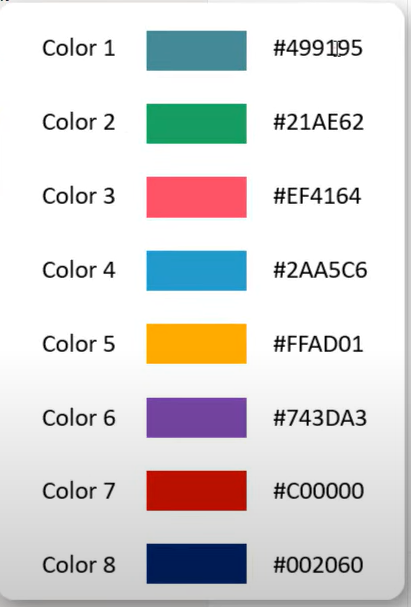 Color 1 #499195
Color 2 #21AE62
Color 3 #EF4164
Color 4 #2AA5C6
Color 5 #FFAD01
Color 6 #743DA3
Color 7 #C00000
Color 8 #002060